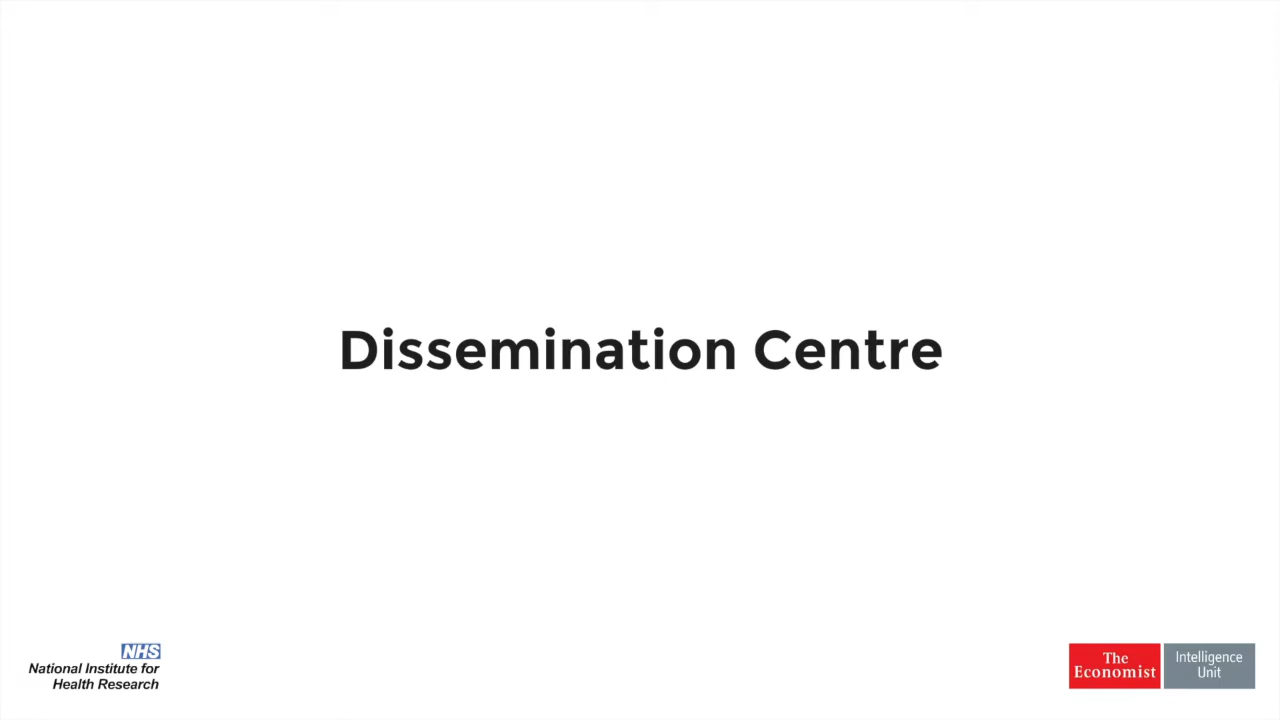 Dissemination Centre
NHS
National Institute for
Health Research
The
Economist
Intelligence
Unit